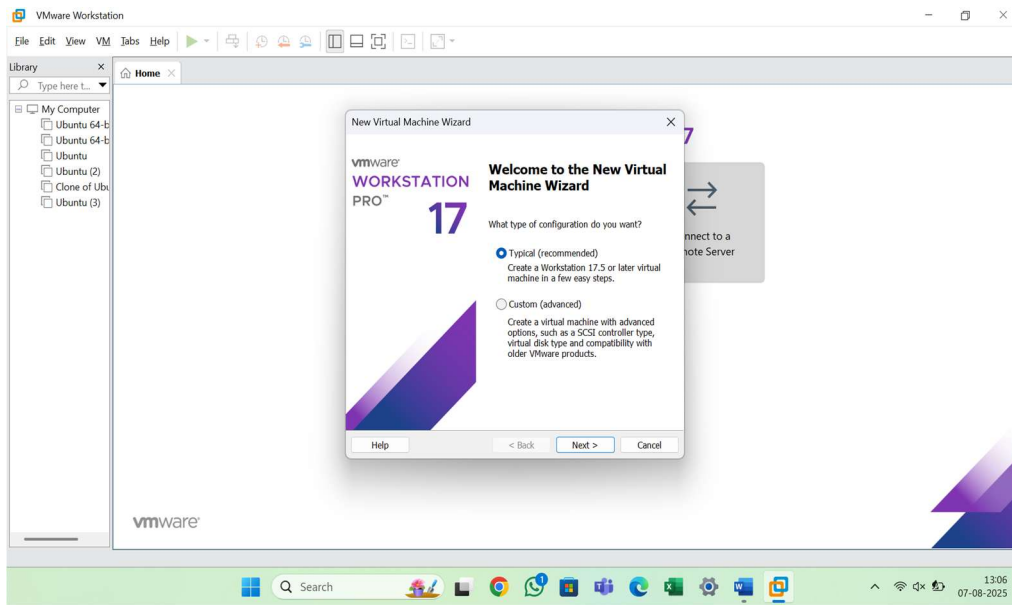 VMware Workstation
File Edit View VM Tabs Help
Library
Type here t...
Home
My Computer
Ubuntu 64-b
Ubuntu 64-b
Ubuntu
Ubuntu (2)
Clone of Ubu
Ubuntu (3)
7
nnect to a
note Server
New Virtual Machine Wizard
vmware
WORKSTATION
PRO™ 17
Welcome to the New Virtual
Machine Wizard
What type of configuration do you want?
Typical (recommended)
Create a Workstation 17.5 or later virtual
machine in a few easy steps.
Custom (advanced)
Create a virtual machine with advanced
options, such as a SCSI controller type,
virtual disk type and compatibility with
older VMware products.
Help < Back Next > Cancel
vmware
Search
13:06
07-08-2025